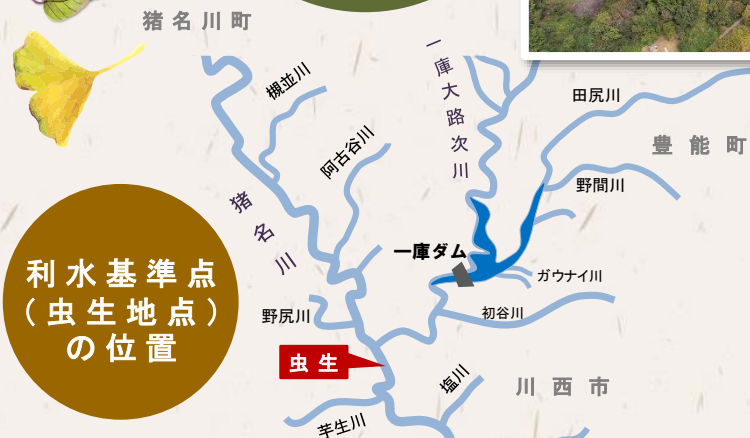 猪名川町
槻並川
一庫大路次川
田尻川
阿古谷川
豊能町
野間川
猪名川
一庫ダム
利水基準点
（虫生地点）
の位置
ガウナイ川
野尻川
初谷川
虫生
塩川
川西市
芋生川